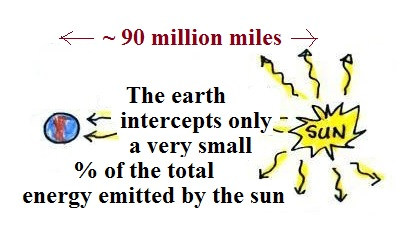 ~ 90 million miles
The earth
intercepts only
a very small
% of the total
energy emitted by the sun
SUN